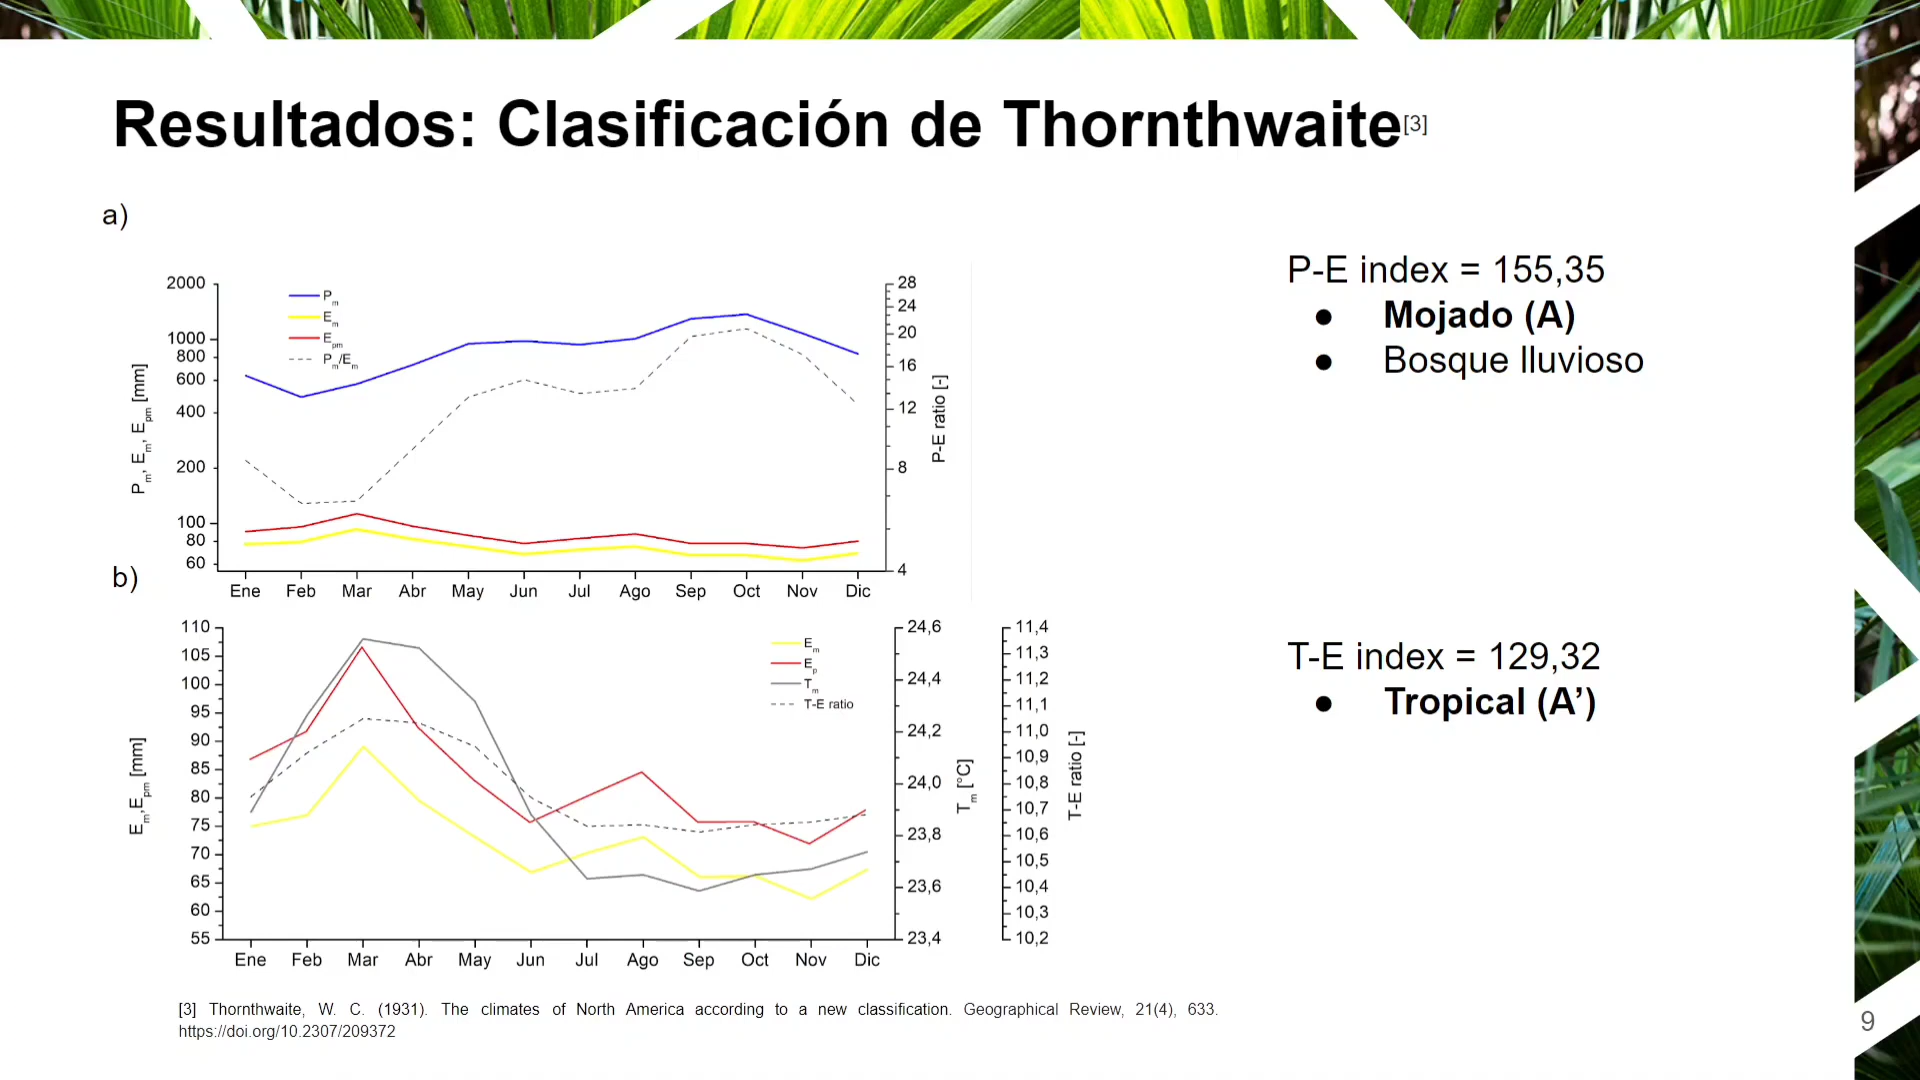 Resultados: Clasificación de Thornthwaite[3]
a)
2000
1000
800
600
400
200
100
80
60
Pm, Em, Epm [mm]
Pm
Em
Epm
Pm/Em
28
24
20
16
12
8
4
P-E ratio [-]
Ene Feb Mar Abr May Jun Jul Ago Sep Oct Nov Dic
P-E index = 155,35
● Mojado (A)
● Bosque lluvioso
b)
110
105
100
95
90
85
80
75
70
65
60
55
Em,Epm [mm]
Em
Ep
Tm
T-E ratio
24,6
24,4
24,2
24,0
23,8
23,6
23,4
Tm [°C]
11,4
11,3
11,2
11,1
11,0
10,9
10,8
10,7
10,6
10,5
10,4
10,3
10,2
T-E ratio [-]
Ene Feb Mar Abr May Jun Jul Ago Sep Oct Nov Dic
T-E index = 129,32
● Tropical (A’)
[3] Thornthwaite, W. C. (1931). The climates of North America according to a new classification. Geographical Review, 21(4), 633.
https://doi.org/10.2307/209372
9